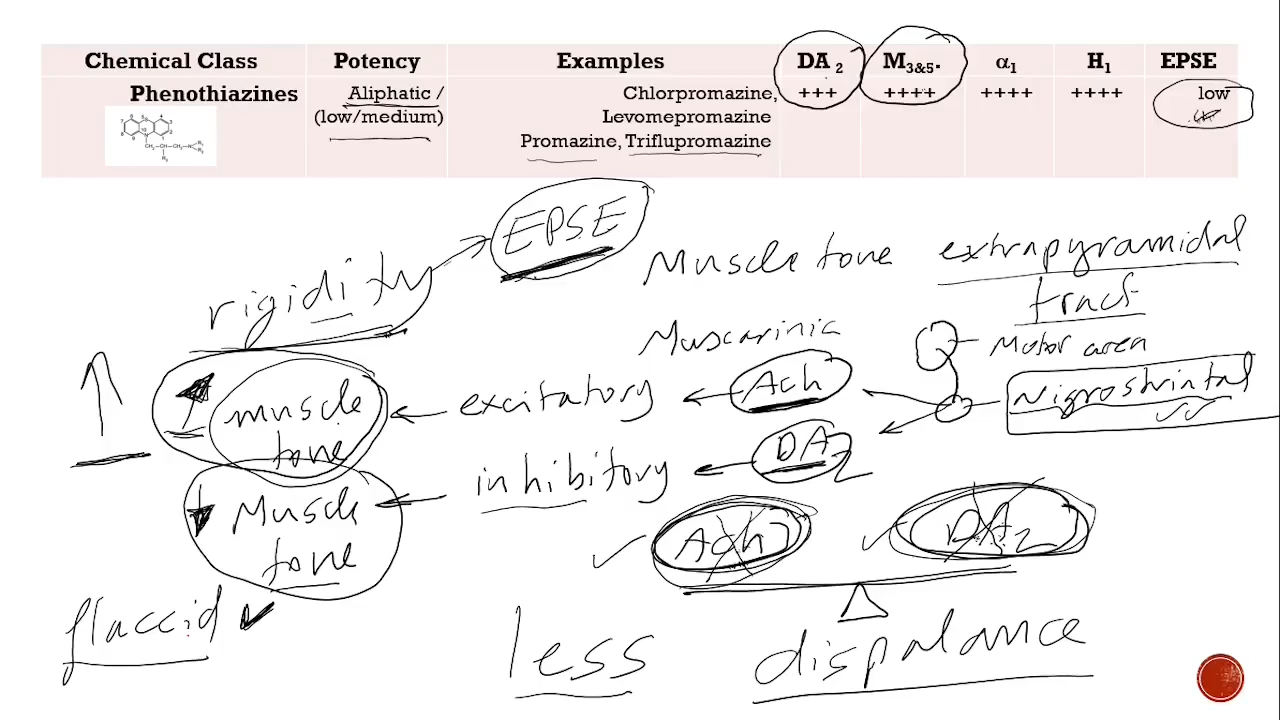 Chemical Class Potency Examples DA 2 M3&5. α1 H1 EPSE
Phenothiazines Aliphatic / Chlorpromazine, +++ ++++ ++++ ++++ low
(low/medium) Levomepromazine
Promazine, Triflupromazine
EPSE
Muscle tone extrapyramidal
tract
rigidity
Muscarinic
Motor area
↑ muscle tone excitatory Ach Nigrostrintal
DA2
inhibitory
Muscle
tone
Ach DA2
flaccid
less dispalance